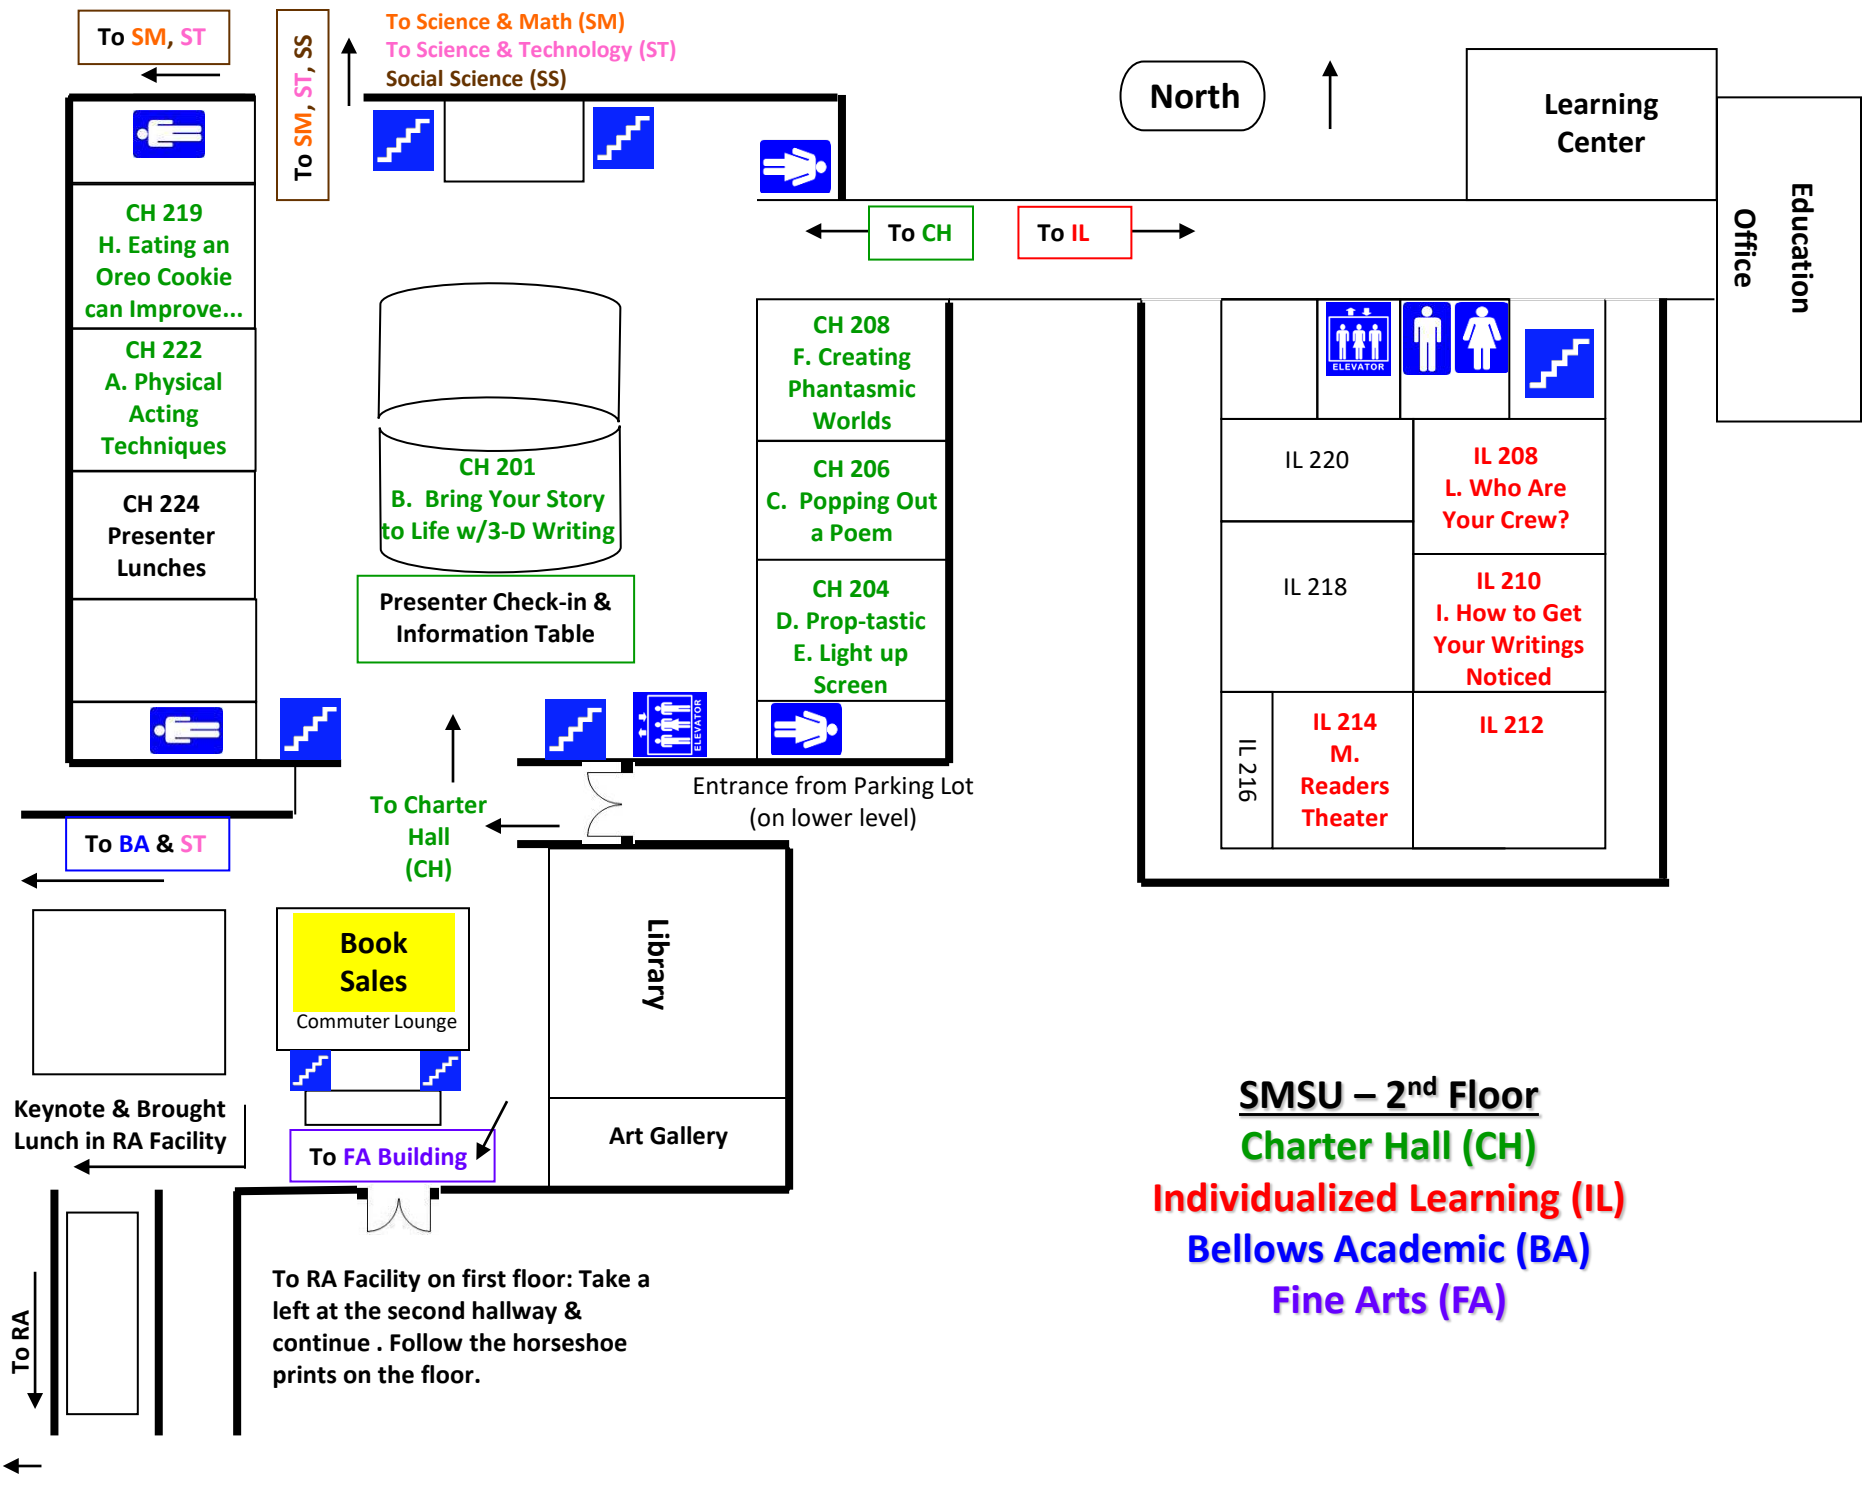 To SM, ST
To SM, ST, SS
To Science & Math (SM)
To Science & Technology (ST)
Social Science (SS)
North
Learning
Center
Education
Office
CH 219
H. Eating an
Oreo Cookie
can Improve...
CH 222
A. Physical
Acting
Techniques
CH 224
Presenter
Lunches
CH 201
B.  Bring Your Story
to Life w/3-D Writing
Presenter Check-in &
Information Table
To CH
To IL
CH 208
F. Creating
Phantasmic
Worlds
CH 206
C.  Popping Out
a Poem
CH 204
D. Prop-tastic
E. Light up
Screen
ELEVATOR
ELEVATOR
IL 220
IL 208
L. Who Are
Your Crew?
IL 218
IL 210
I. How to Get
Your Writings
Noticed
IL 216
IL 214
M.
Readers
Theater
IL 212
Entrance from Parking Lot
(on lower level)
To Charter
Hall
(CH)
To BA & ST
Book
Sales
Commuter Lounge
Library
Art Gallery
Keynote & Brought
Lunch in RA Facility
To FA Building
To RA
To RA Facility on first floor: Take a
left at the second hallway &
continue . Follow the horseshoe
prints on the floor.
SMSU – 2nd Floor
Charter Hall (CH)
Individualized Learning (IL)
Bellows Academic (BA)
Fine Arts (FA)